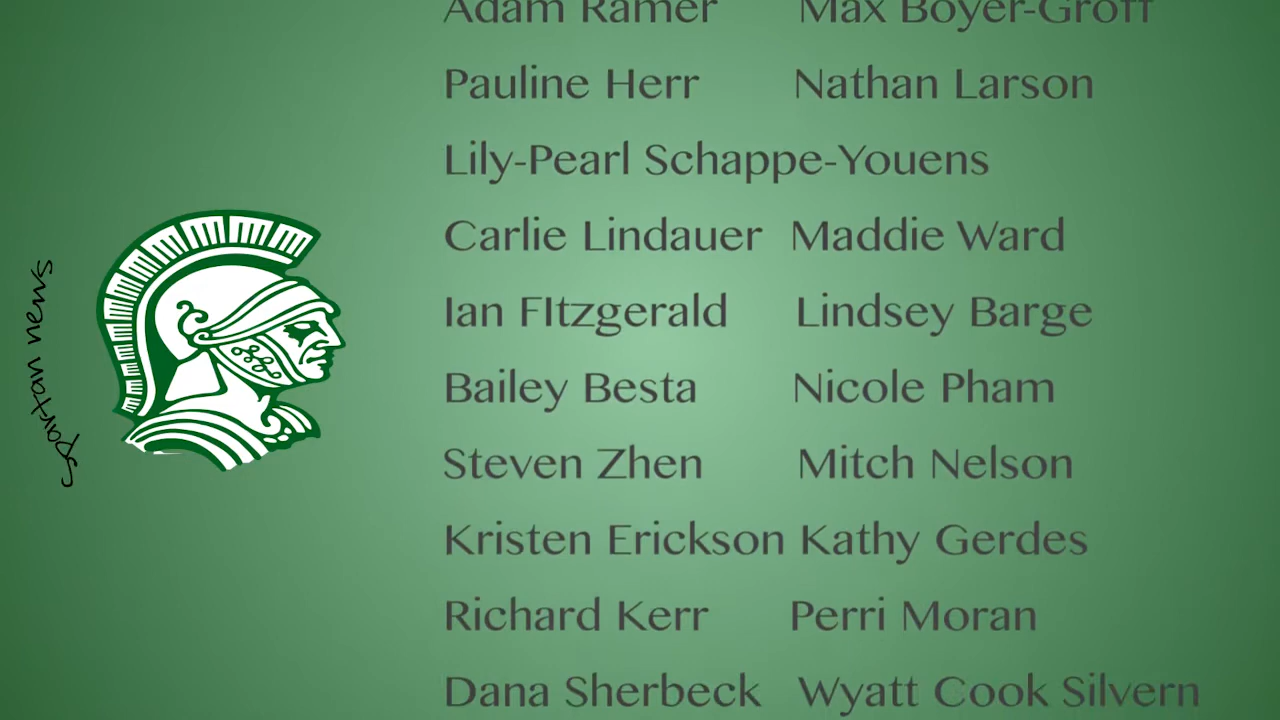 Adam Ramer Max Boyer-Groff
Pauline Herr Nathan Larson
Lily-Pearl Schappe-Youens
Carlie Lindauer Maddie Ward
Ian FItzgerald Lindsey Barge
Bailey Besta Nicole Pham
Steven Zhen Mitch Nelson
Kristen Erickson Kathy Gerdes
Richard Kerr Perri Moran
Dana Sherbeck Wyatt Cook Silvern
spartan news